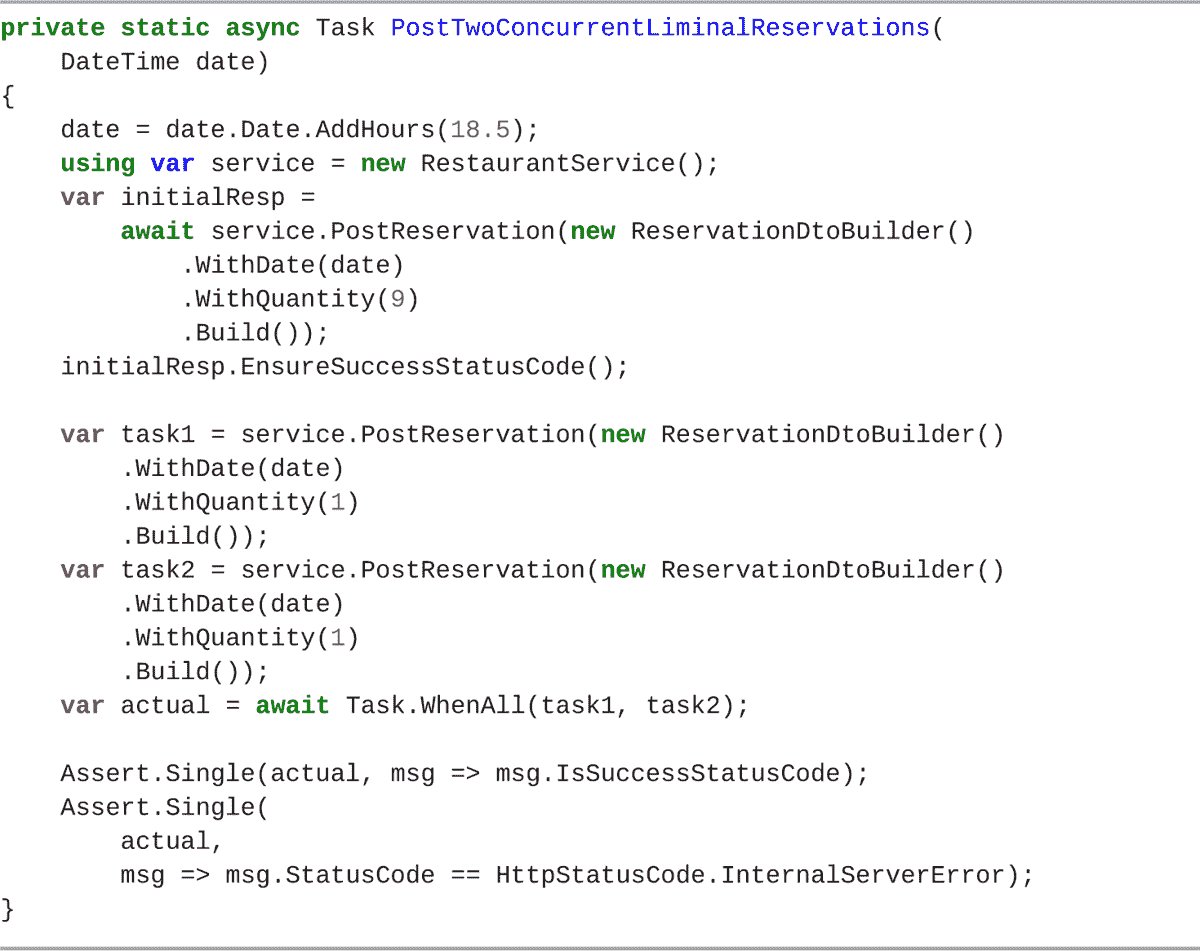 private static async Task PostTwoConcurrentLiminalReservations(
    DateTime date)
{
    date = date.Date.AddHours(18.5);
    using var service = new RestaurantService();
    var initialResp =
        await service.PostReservation(new ReservationDtoBuilder()
            .WithDate(date)
            .WithQuantity(9)
            .Build());
    initialResp.EnsureSuccessStatusCode();

    var task1 = service.PostReservation(new ReservationDtoBuilder()
        .WithDate(date)
        .WithQuantity(1)
        .Build());
    var task2 = service.PostReservation(new ReservationDtoBuilder()
        .WithDate(date)
        .WithQuantity(1)
        .Build());
    var actual = await Task.WhenAll(task1, task2);

    Assert.Single(actual, msg => msg.IsSuccessStatusCode);
    Assert.Single(
        actual,
        msg => msg.StatusCode == HttpStatusCode.InternalServerError);
}